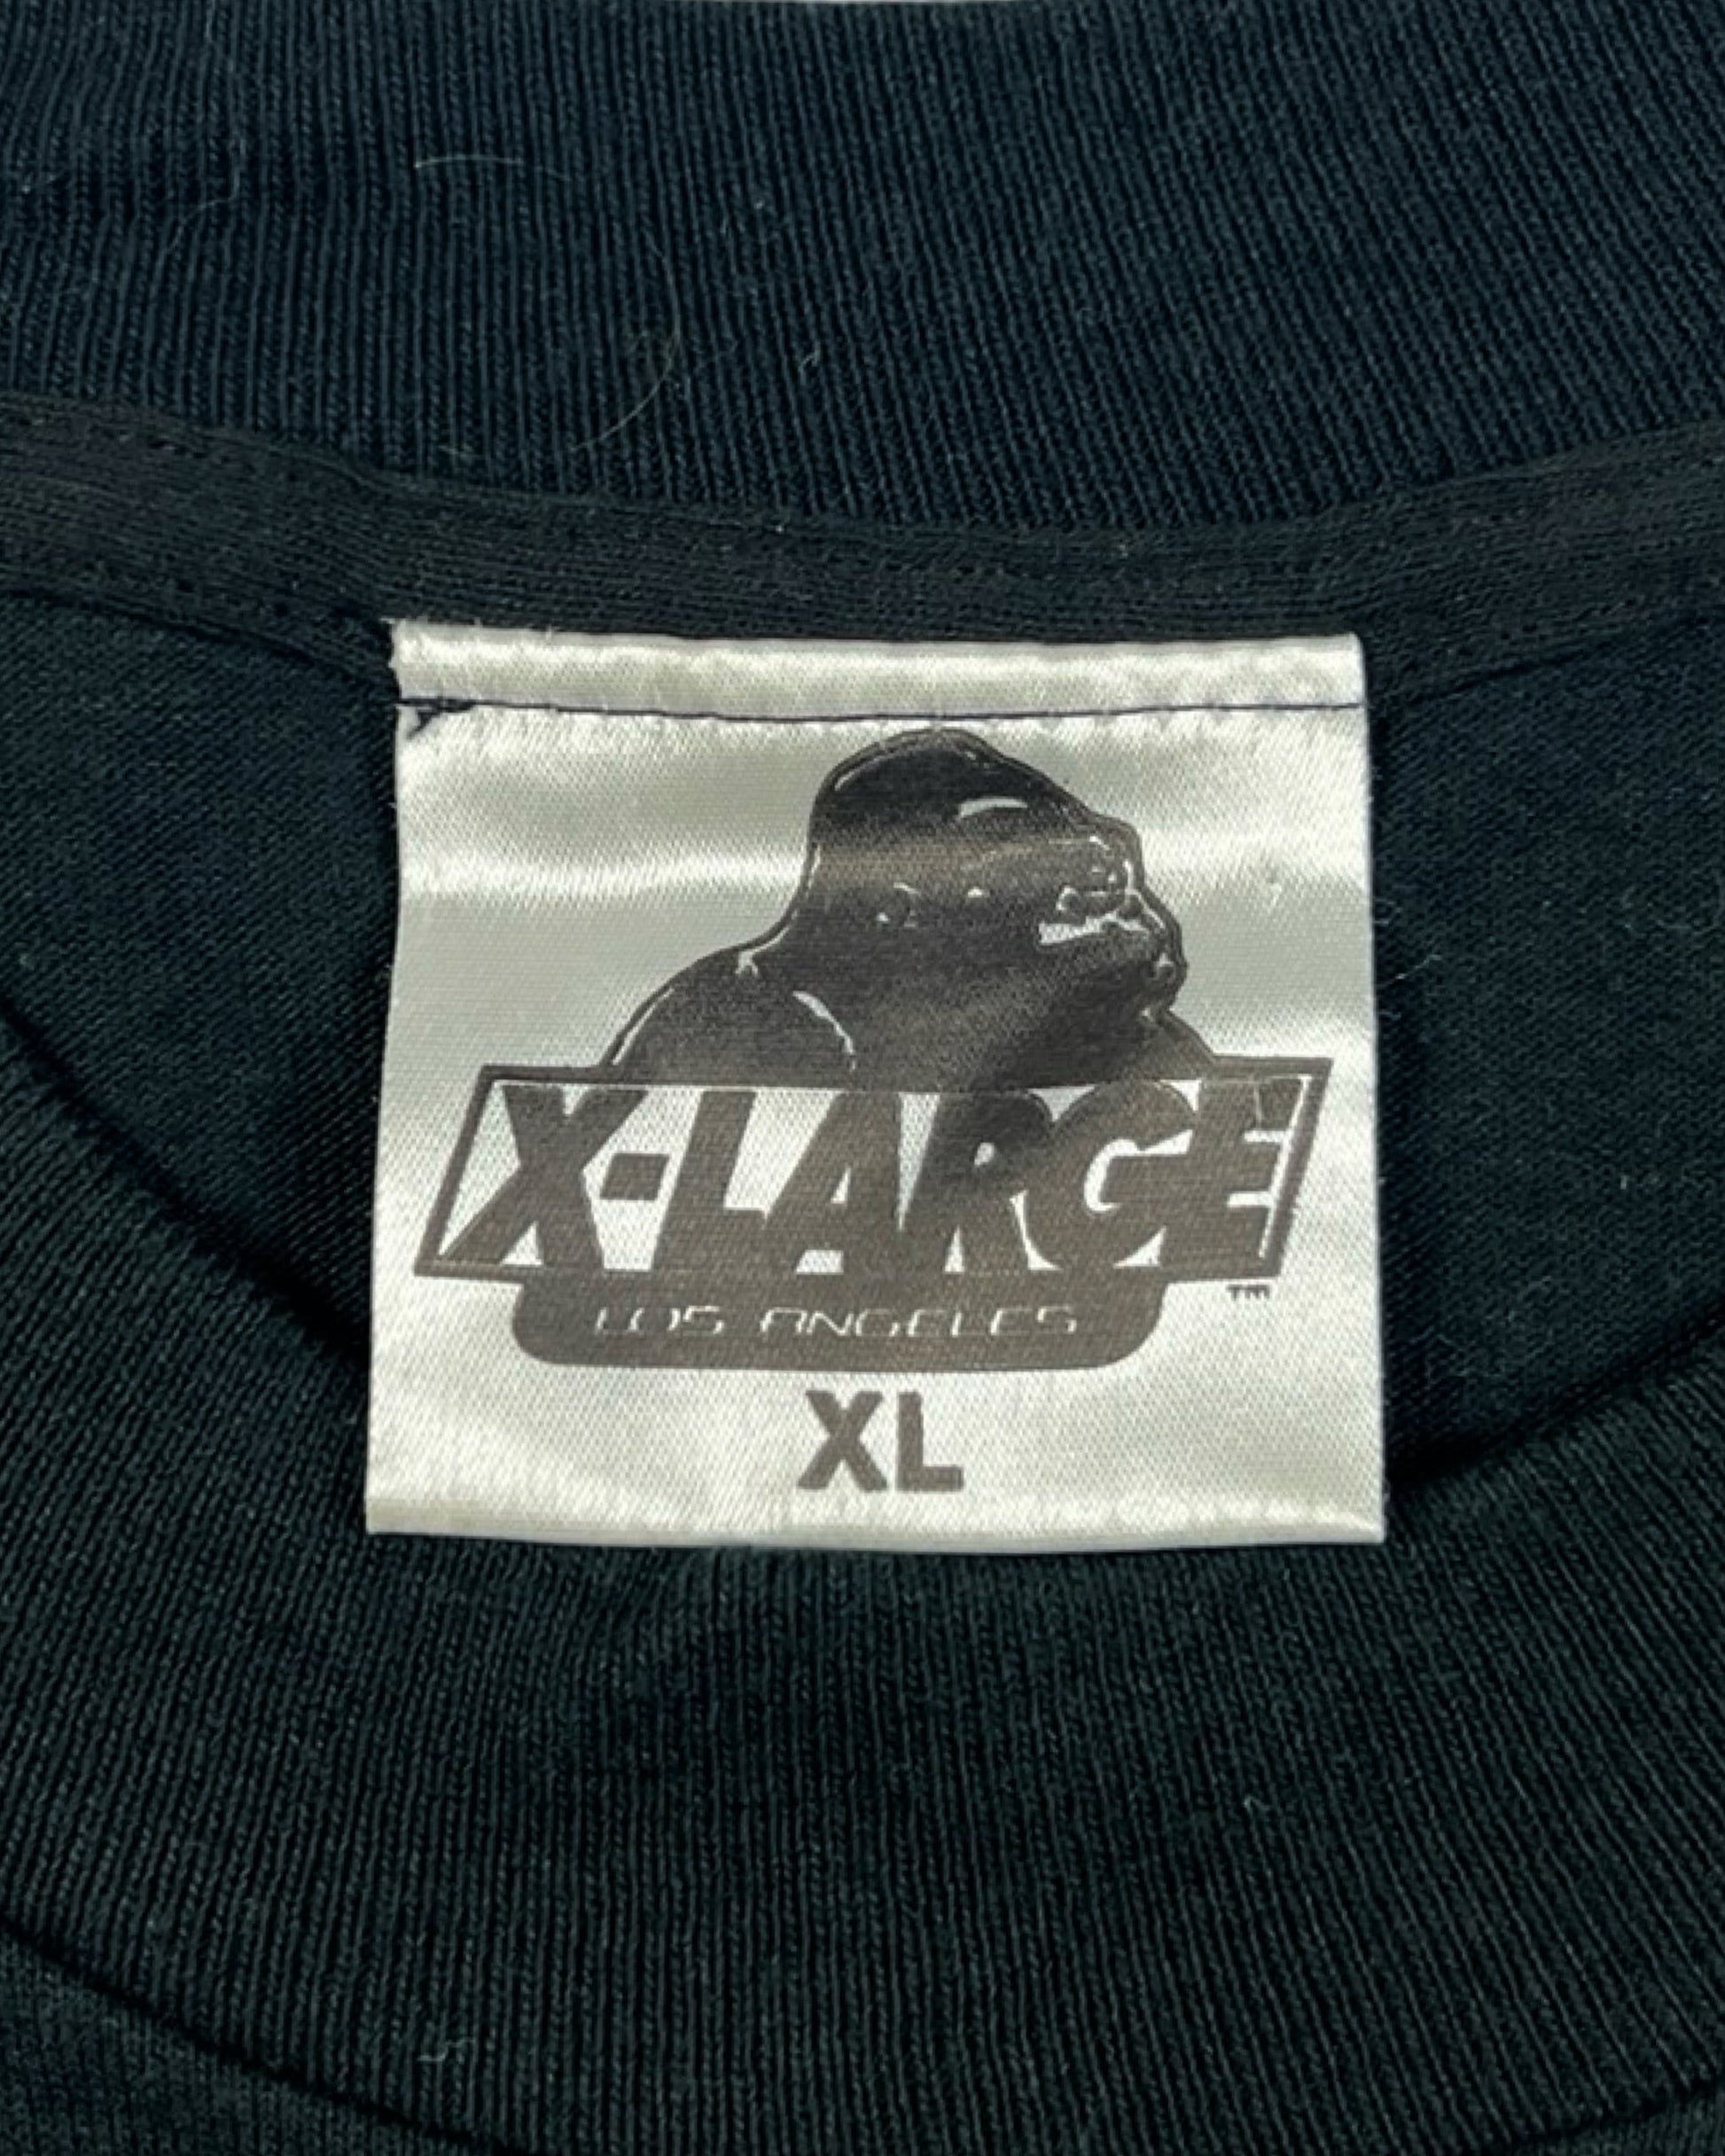 X-LARGE
TM
LOS ANGELES
XL